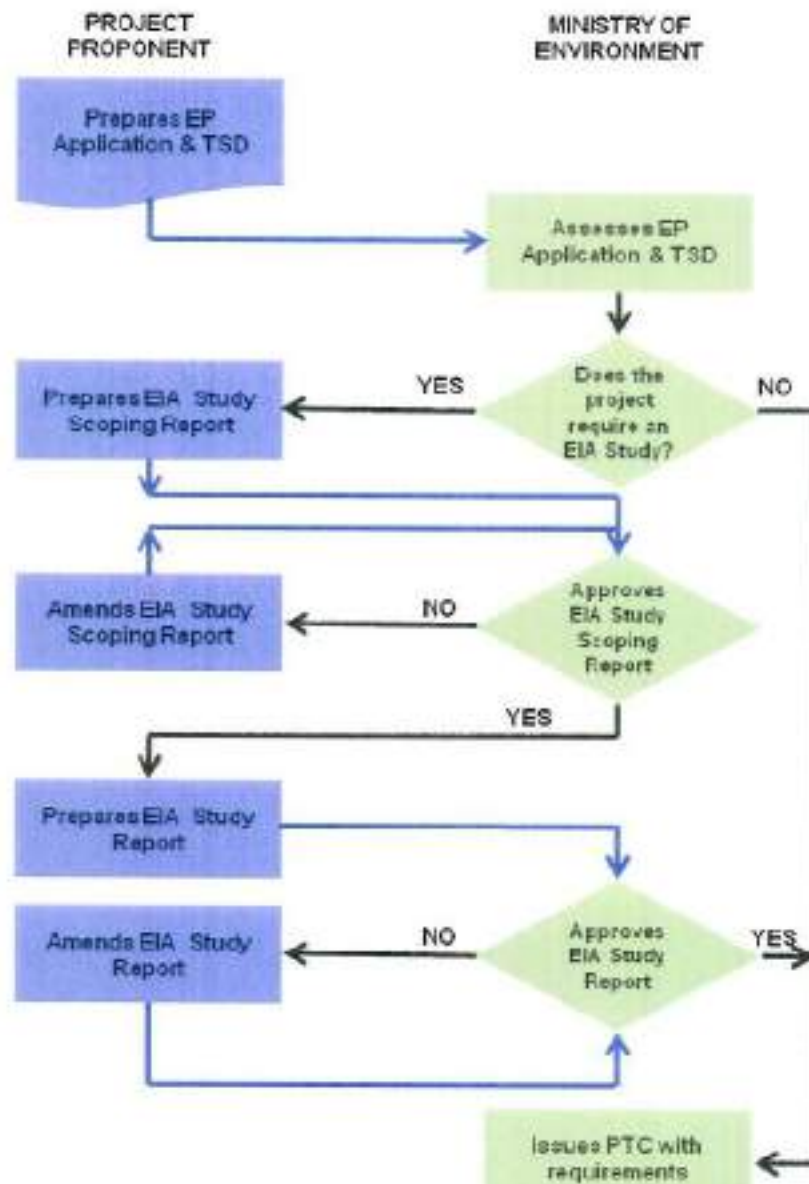 PROJECT
PROPONENT
MINISTRY OF
ENVIRONMENT
Prepares EP
Application & TSD
Assesses EP
Application & TSD
Does the
project
require an
EIA Study?
YES
NO
Prepares EIA Study
Scoping Report
Approves
EIA Study
Scoping
Report
NO
Amends EIA Study
Scoping Report
YES
Prepares EIA Study
Report
Approves
EIA Study
Report
NO
YES
Amends EIA Study
Report
Issues PTC with
requirements